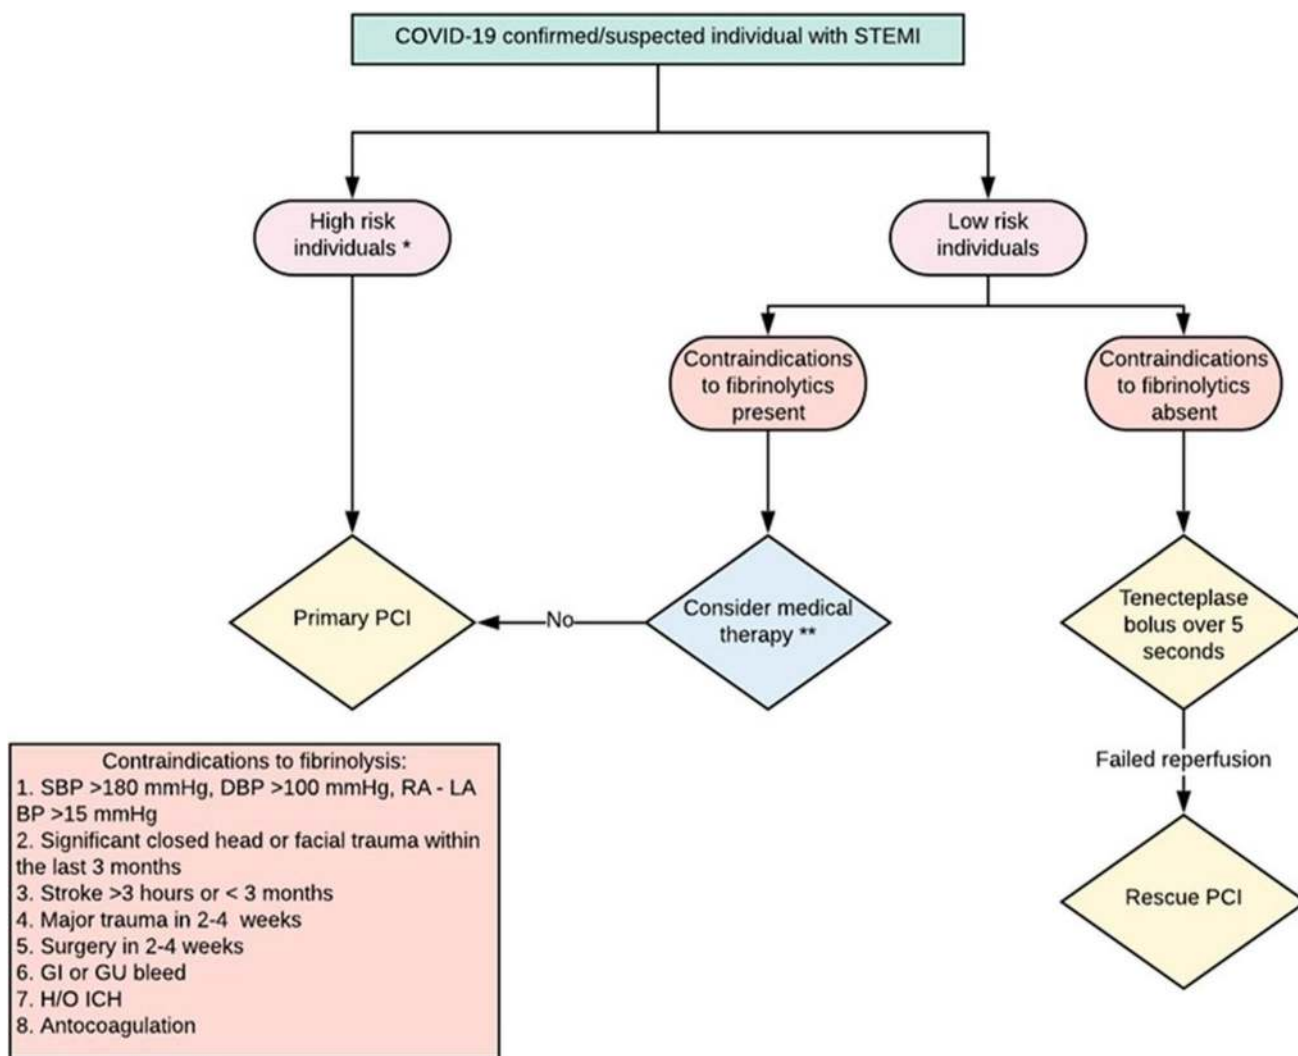 COVID-19 confirmed/suspected individual with STEMI
High risk
individuals *
Low risk
individuals
Contraindications
to fibrinolytics
present
Contraindications
to fibrinolytics
absent
Primary PCI
No
Consider medical
therapy **
Tenecteplase
bolus over 5
seconds
Failed reperfusion
Rescue PCI
Contraindications to fibrinolysis:
1. SBP >180 mmHg, DBP >100 mmHg, RA - LA
BP >15 mmHg
2. Significant closed head or facial trauma within
the last 3 months
3. Stroke >3 hours or < 3 months
4. Major trauma in 2-4 weeks
5. Surgery in 2-4 weeks
6. GI or GU bleed
7. H/O ICH
8. Antocoagulation